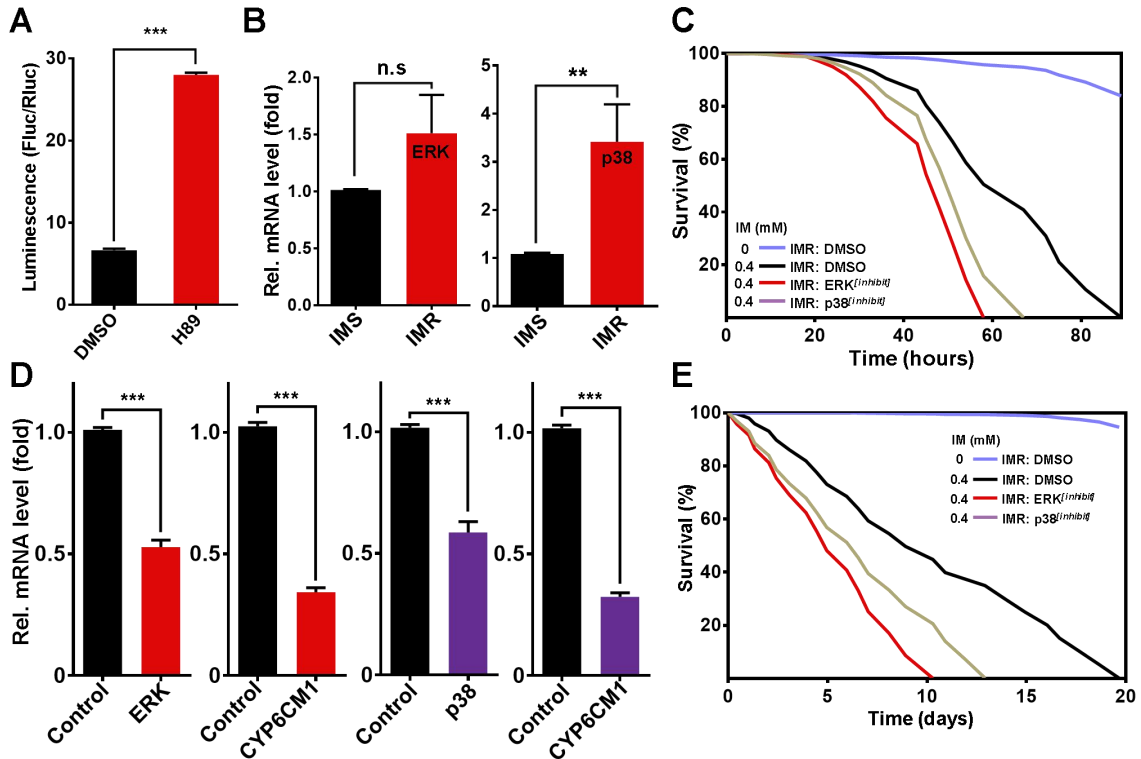 A
Luminescence (Fluc/Rluc)
60
30
20
10
0
***
DMSO
H89
B
Rel. mRNA level (fold)
2.0
1.5
1.0
0.5
0.0
n.s
ERK
IMS
IMR
5
4
3
2
1
0
**
p38
IMS
IMR
C
Survival (%)
100
80
60
40
20
IM (mM)
0 IMR: DMSO
0.4 IMR: DMSO
0.4 IMR: ERK[inhibit]
0.4 IMR: p38[inhibit]
0 20 40 60 80
Time (hours)
D
Rel. mRNA level (fold)
1.0
0.5
0
***
Control
ERK
1.0
0.5
0
***
Control
CYP6CM1
1.0
0.5
0
***
Control
p38
1.0
0.5
0
***
Control
CYP6CM1
E
Survival (%)
100
80
60
40
20
IM (mM)
0 IMR: DMSO
0.4 IMR: DMSO
0.4 IMR: ERK[inhibit]
0.4 IMR: p38[inhibit]
0 5 10 15 20
Time (days)